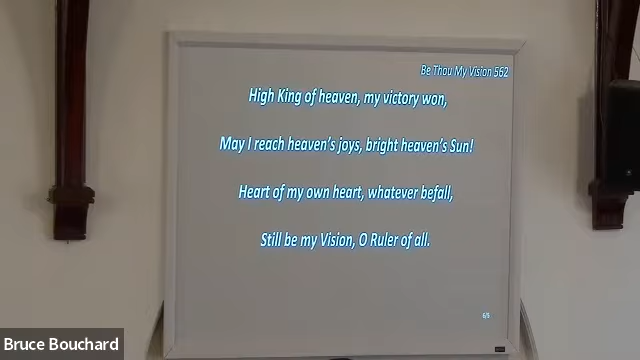 Be Thou My Vision 562
High King of heaven, my victory won,
May I reach heaven's joys, bright heaven's Sun!
Heart of my own heart, whatever befall,
Still be my Vision, O Ruler of all.
6/6
Bruce Bouchard